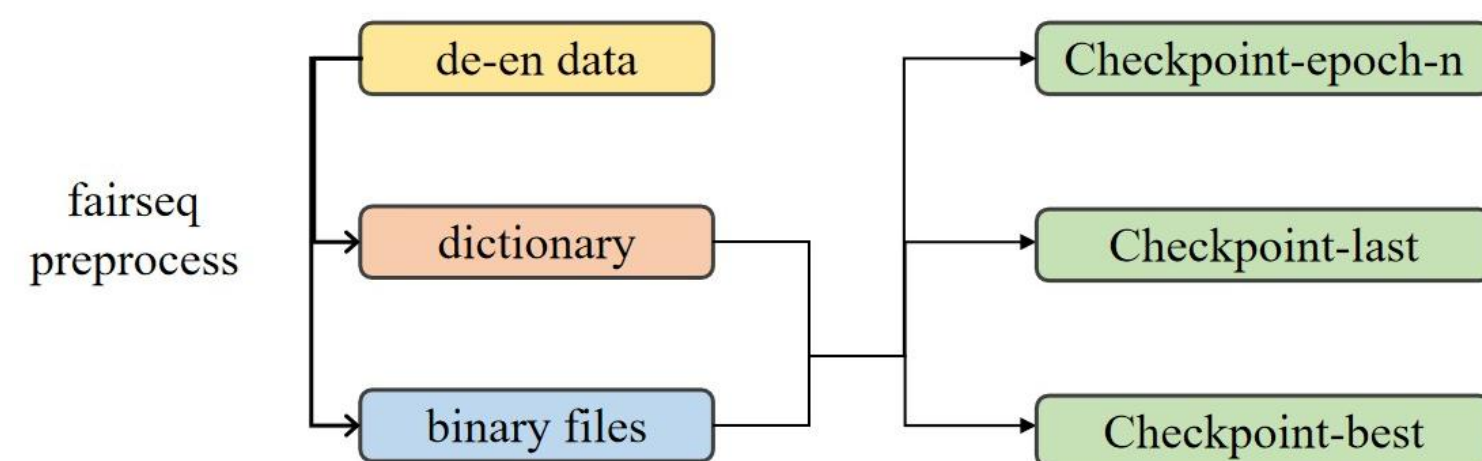 fairseq
preprocess
de-en data
dictionary
binary files
Checkpoint-epoch-n
Checkpoint-last
Checkpoint-best